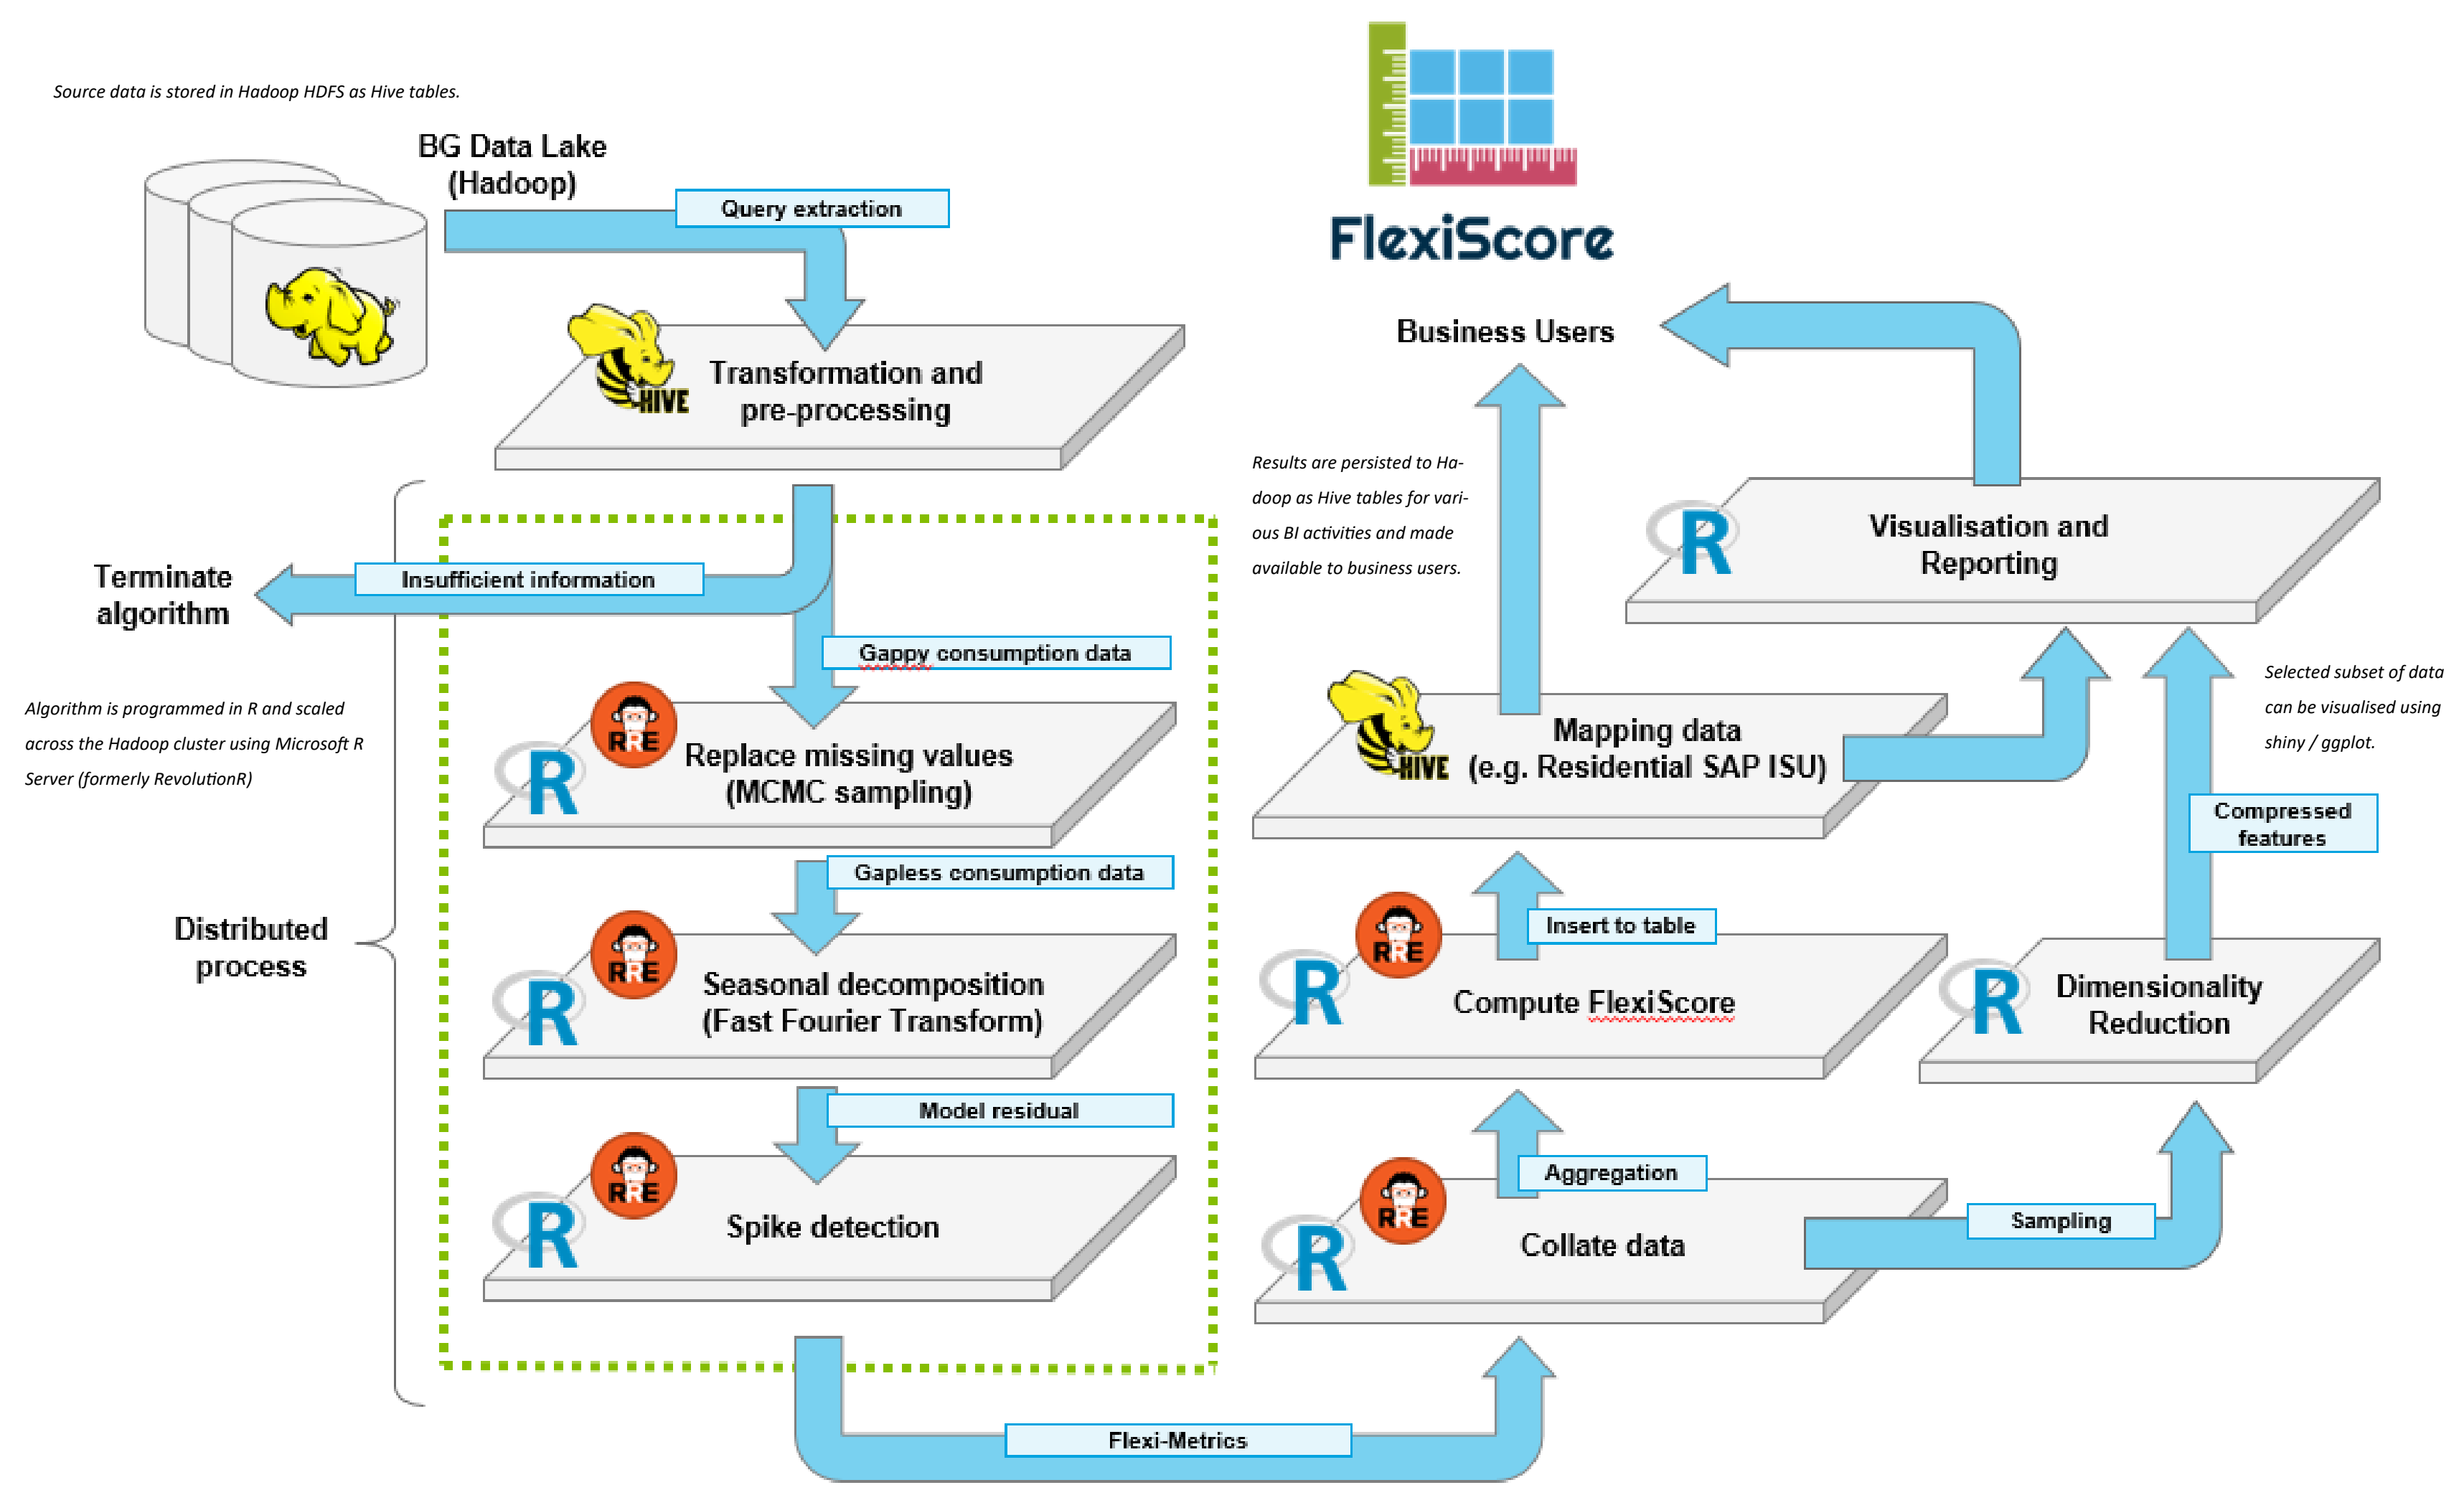 Source data is stored in Hadoop HDFS as Hive tables.
BG Data Lake
(Hadoop)
Query extraction
HIVE
Transformation and
pre-processing
Insufficient information
Terminate
algorithm
Gappy consumption data
Algorithm is programmed in R and scaled
across the Hadoop cluster using Microsoft R
Server (formerly RevolutionR)
RRE
R
Replace missing values
(MCMC sampling)
Gapless consumption data
Distributed
process
RRE
R
Seasonal decomposition
(Fast Fourier Transform)
Model residual
RRE
R
Spike detection
Flexi-Metrics
FlexiScore
Business Users
Results are persisted to Ha-
doop as Hive tables for vari-
ous BI activities and made
available to business users.
R
Visualisation and
Reporting
Selected subset of data
can be visualised using
shiny / ggplot.
HIVE
Mapping data
(e.g. Residential SAP ISU)
Compressed
features
Insert to table
RRE
R
Compute FlexiScore
R
Dimensionality
Reduction
Aggregation
RRE
R
Collate data
Sampling